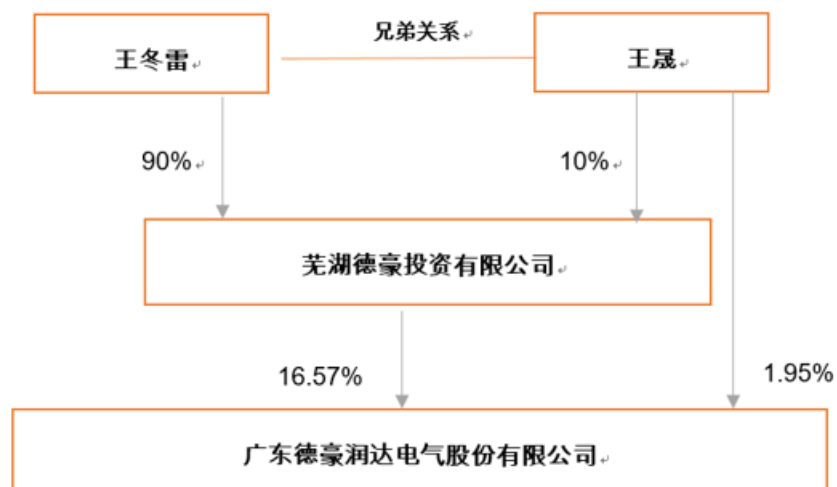 兄弟关系
王冬雷
王晟
90%
10%
芜湖德豪投资有限公司
16.57%
1.95%
广东德豪润达电气股份有限公司